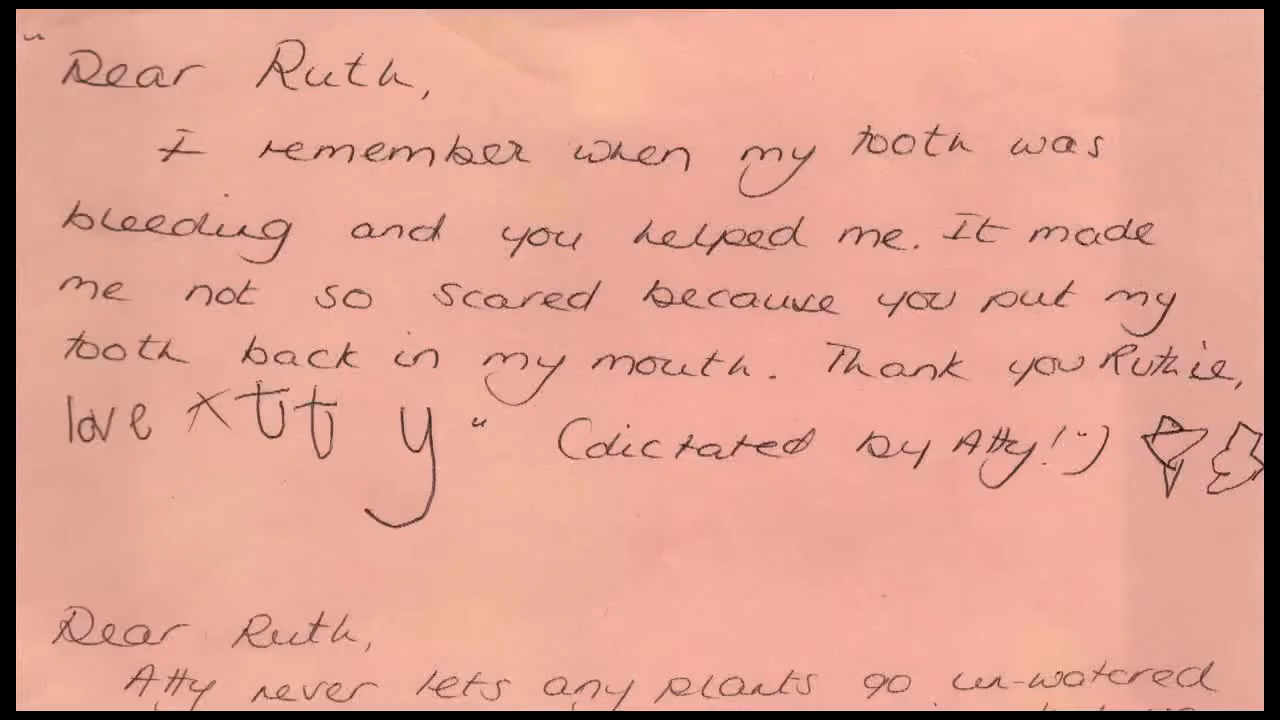 "Dear Ruth,
I remember when my tooth was
bleeding and you helped me. It made
me not so scared because you put my
tooth back in my mouth. Thank you Ruthie,
love Atty" (dictated by Atty!")
Dear Ruth,
Atty never lets any plants go un-watered